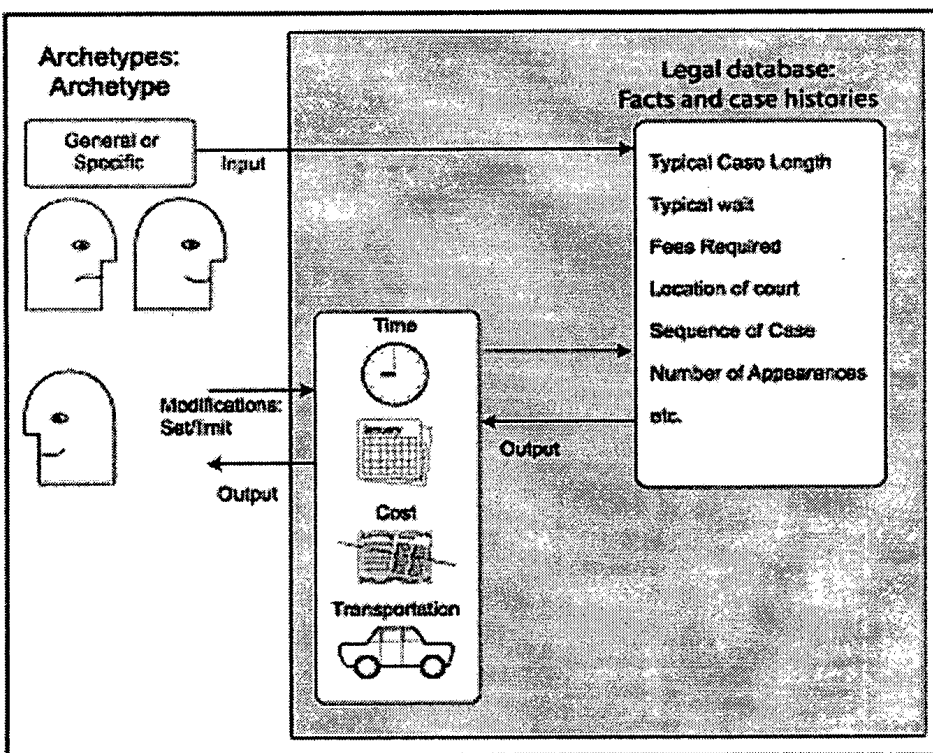 Archetypes:
Archetype
General or
Specific
Input
Legal database:
Facts and case histories
Typical Case Length
Typical wait
Fees Required
Location of court
Sequence of Case
Number of Appearances
etc.
Time
January
Modifications:
Set/limit
Output
Output
Cost
Transportation